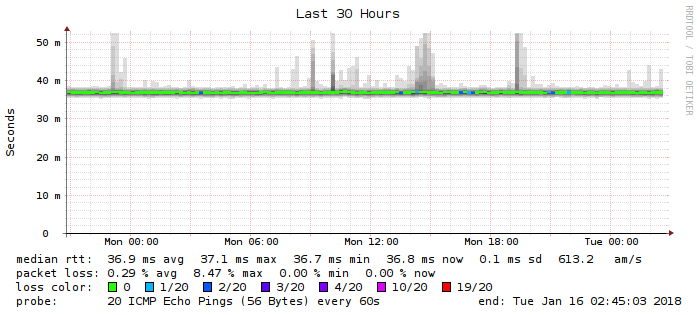 Last 30 Hours
RRDTOOL / TOBI OETIKER
Seconds
50 m
40 m
30 m
20 m
10 m
0
Mon 00:00 Mon 06:00 Mon 12:00 Mon 18:00 Tue 00:00
median rtt: 36.9 ms avg 37.1 ms max 36.7 ms min 36.8 ms now 0.1 ms sd 613.2 am/s
packet loss: 0.29 % avg 8.47 % max 0.00 % min 0.00 % now
loss color: 0 1/20 2/20 3/20 4/20 10/20 19/20
probe: 20 ICMP Echo Pings (56 Bytes) every 60s end: Tue Jan 16 02:45:03 2018